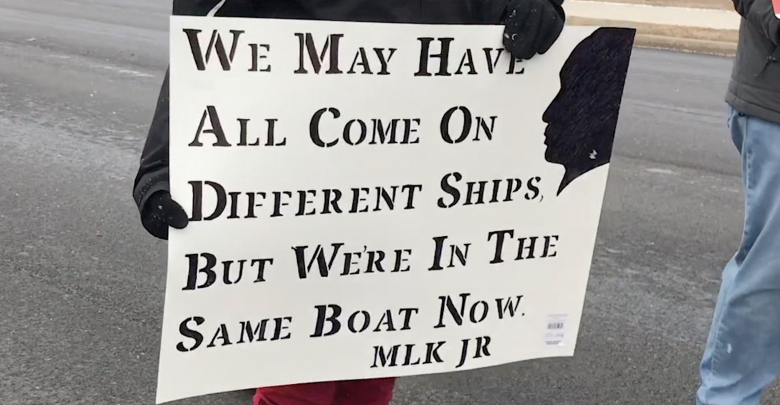 We May Have
All Come On
Different Ships,
But We're In The
Same Boat Now.
MLK JR